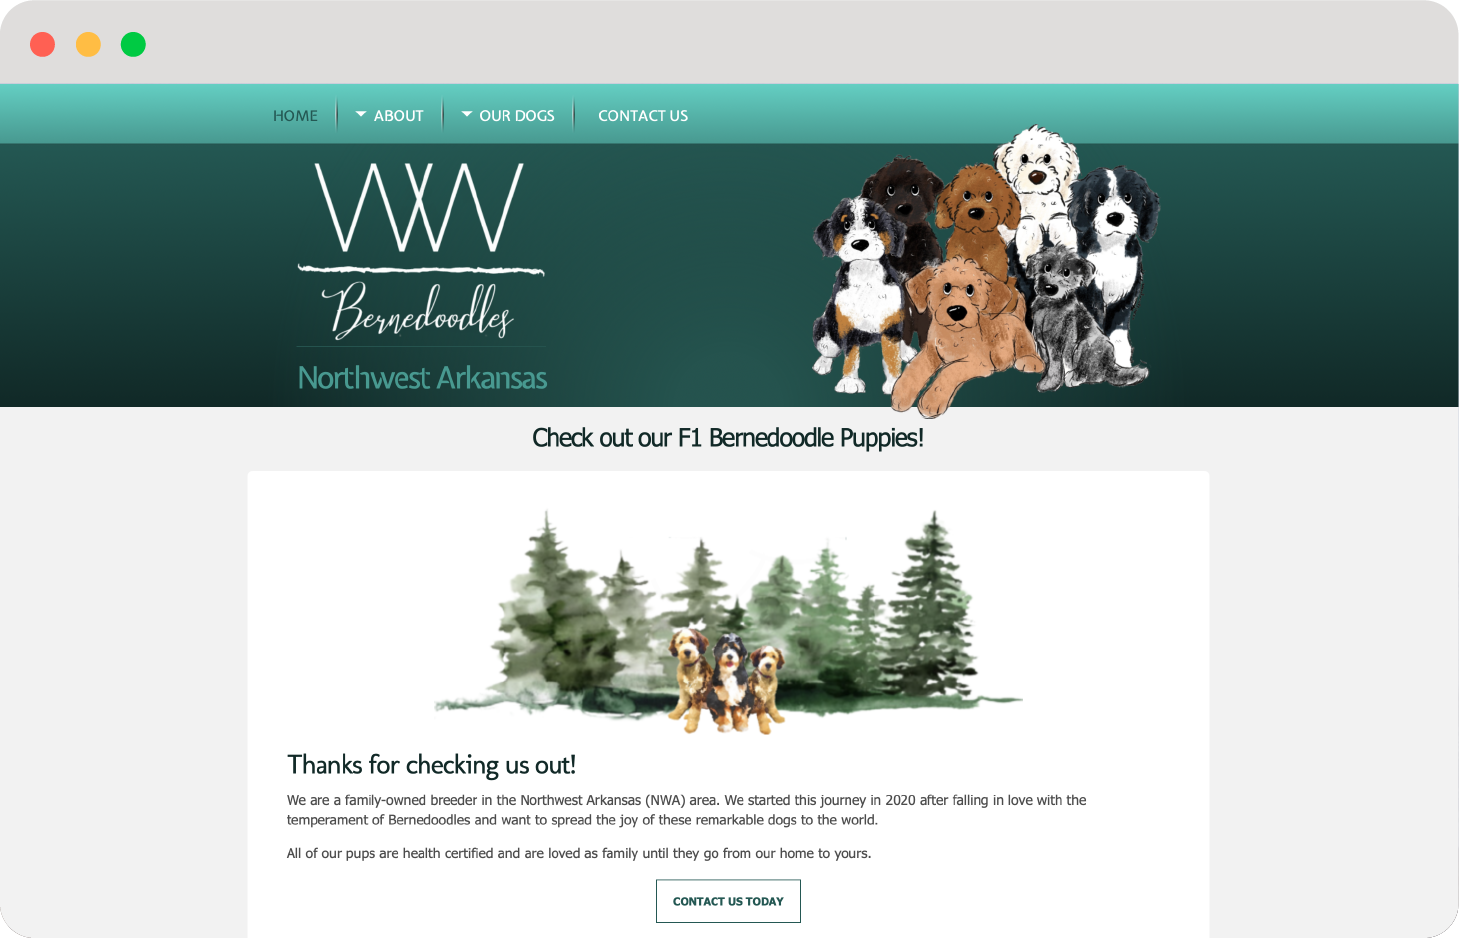 HOME ABOUT OUR DOGS CONTACT US
WW
Bernedoodles
Northwest Arkansas
Check out our F1 Bernedoodle Puppies!
Thanks for checking us out!
We are a family-owned breeder in the Northwest Arkansas (NWA) area. We started this journey in 2020 after falling in love with the
temperament of Bernedoodles and want to spread the joy of these remarkable dogs to the world.
All of our pups are health certified and are loved as family until they go from our home to yours.
CONTACT US TODAY